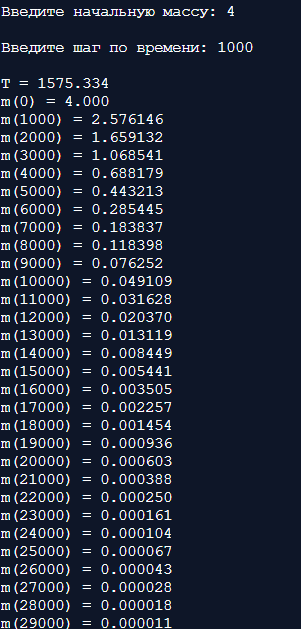 Введите начальную массу: 4
Введите шаг по времени: 1000
T = 1575.334
m(0) = 4.000
m(1000) = 2.576146
m(2000) = 1.659132
m(3000) = 1.068541
m(4000) = 0.688179
m(5000) = 0.443213
m(6000) = 0.285445
m(7000) = 0.183837
m(8000) = 0.118398
m(9000) = 0.076252
m(10000) = 0.049109
m(11000) = 0.031628
m(12000) = 0.020370
m(13000) = 0.013119
m(14000) = 0.008449
m(15000) = 0.005441
m(16000) = 0.003505
m(17000) = 0.002257
m(18000) = 0.001454
m(19000) = 0.000936
m(20000) = 0.000603
m(21000) = 0.000388
m(22000) = 0.000250
m(23000) = 0.000161
m(24000) = 0.000104
m(25000) = 0.000067
m(26000) = 0.000043
m(27000) = 0.000028
m(28000) = 0.000018
m(29000) = 0.000011